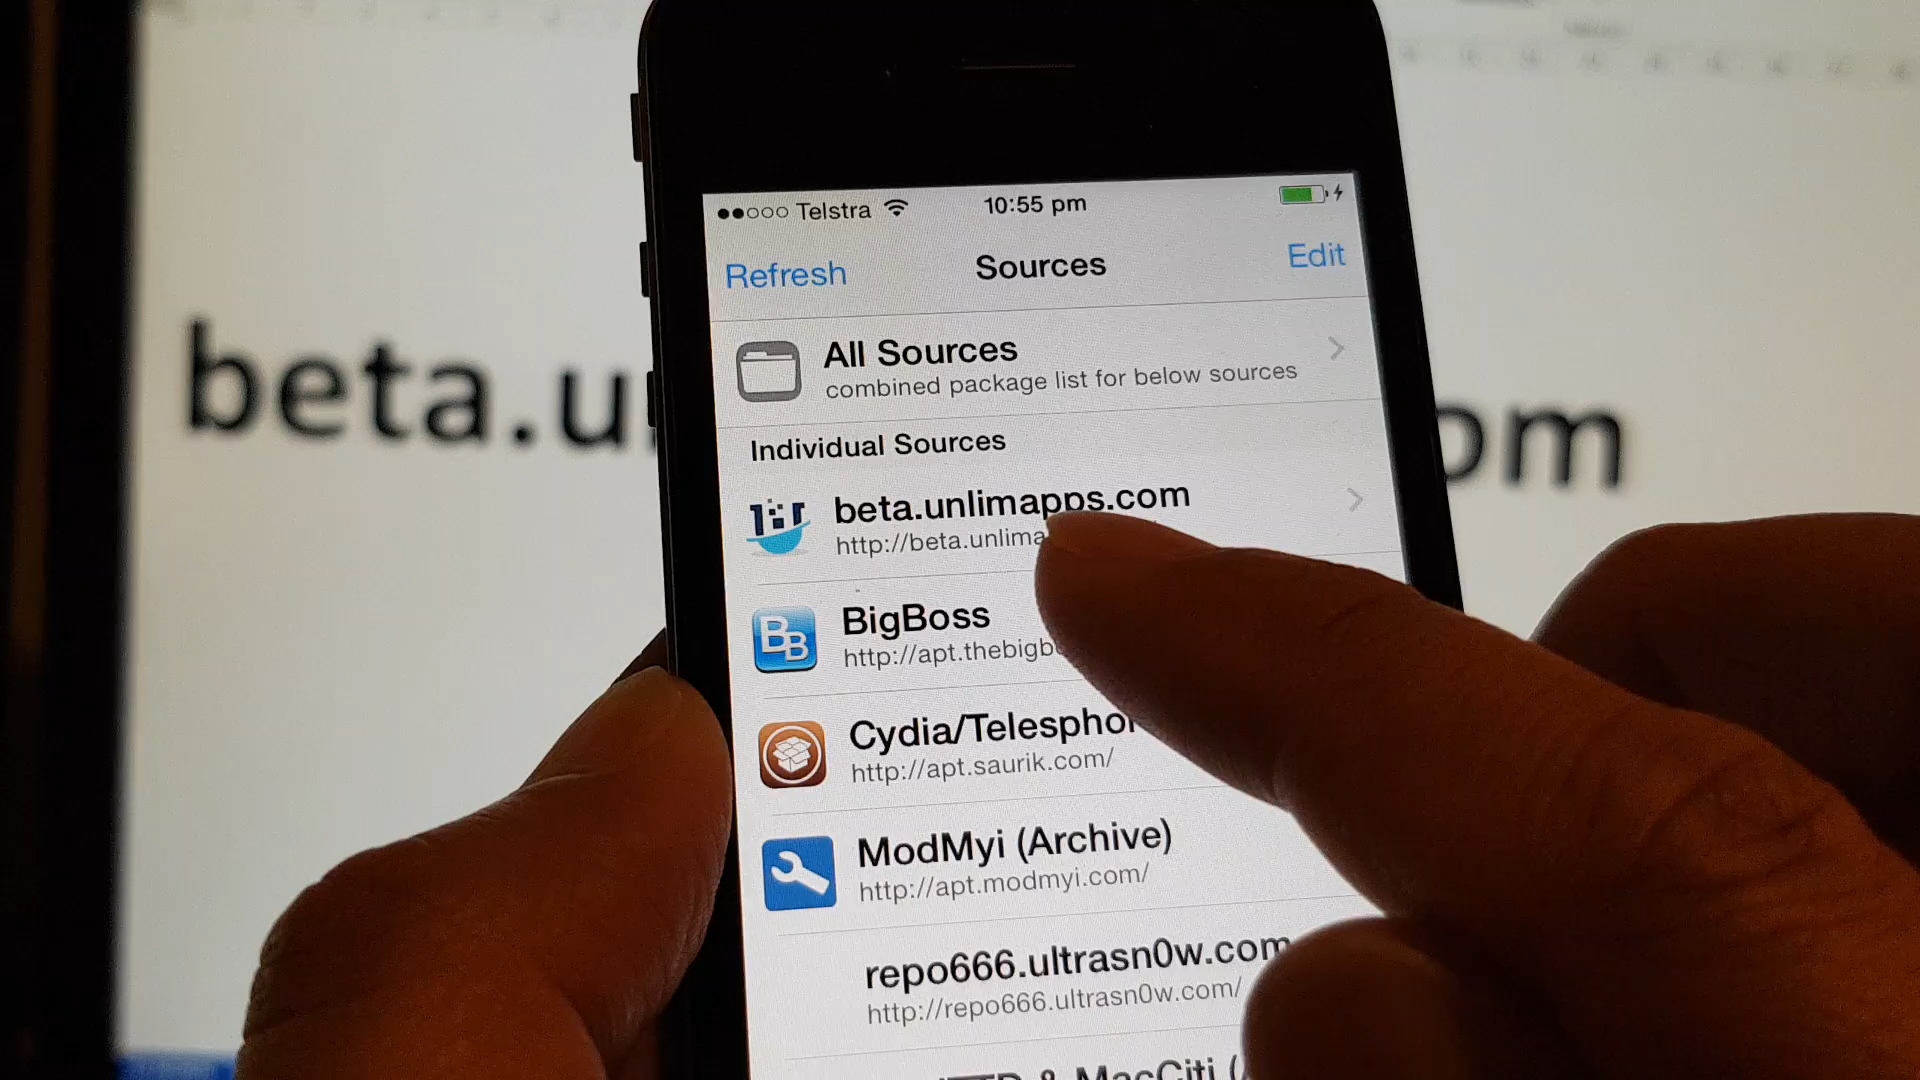 Telstra 10:55 pm
Refresh Sources Edit
All Sources
combined package list for below sources
Individual Sources
beta.unlimapps.com
http://beta.unlima
BigBoss
http://apt.thebigb
BB
Cydia/Telespho
http://apt.saurik.com/
ModMyi (Archive)
http://apt.modmyi.com/
repo666.ultrasn0w.com
http://repo666.ultrasn0w.com/
& MacCiti (
beta.u om